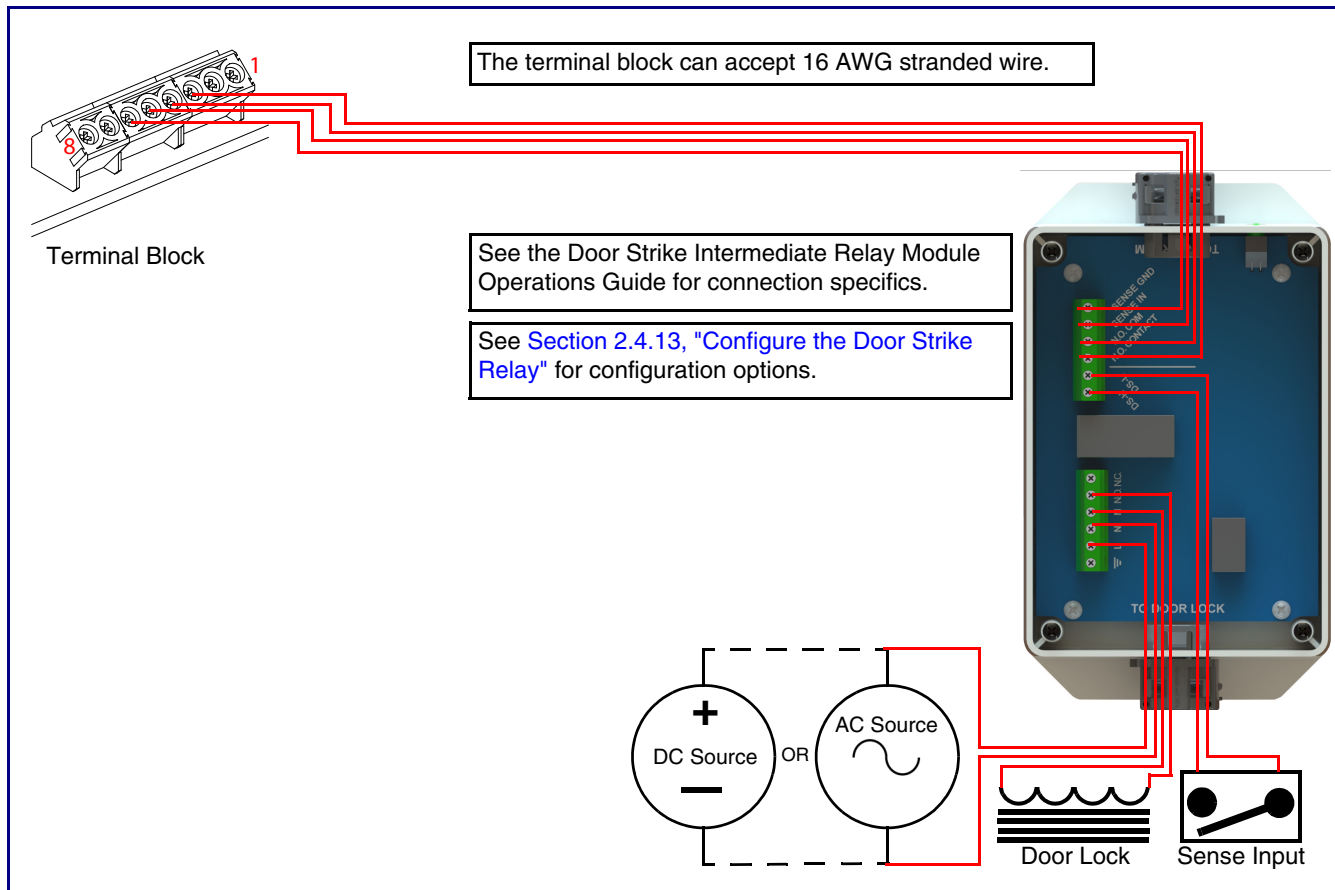 1
8
Terminal Block
The terminal block can accept 16 AWG stranded wire.
See the Door Strike Intermediate Relay Module
Operations Guide for connection specifics.
See Section 2.4.13, "Configure the Door Strike
Relay" for configuration options.
SENSE GND
SENSE IN
N.O. COM
N.O. CONTACT
N.O.
N.C.
N
N
L
TO DOOR LOCK
+
DC Source
OR
AC Source
Door Lock
Sense Input